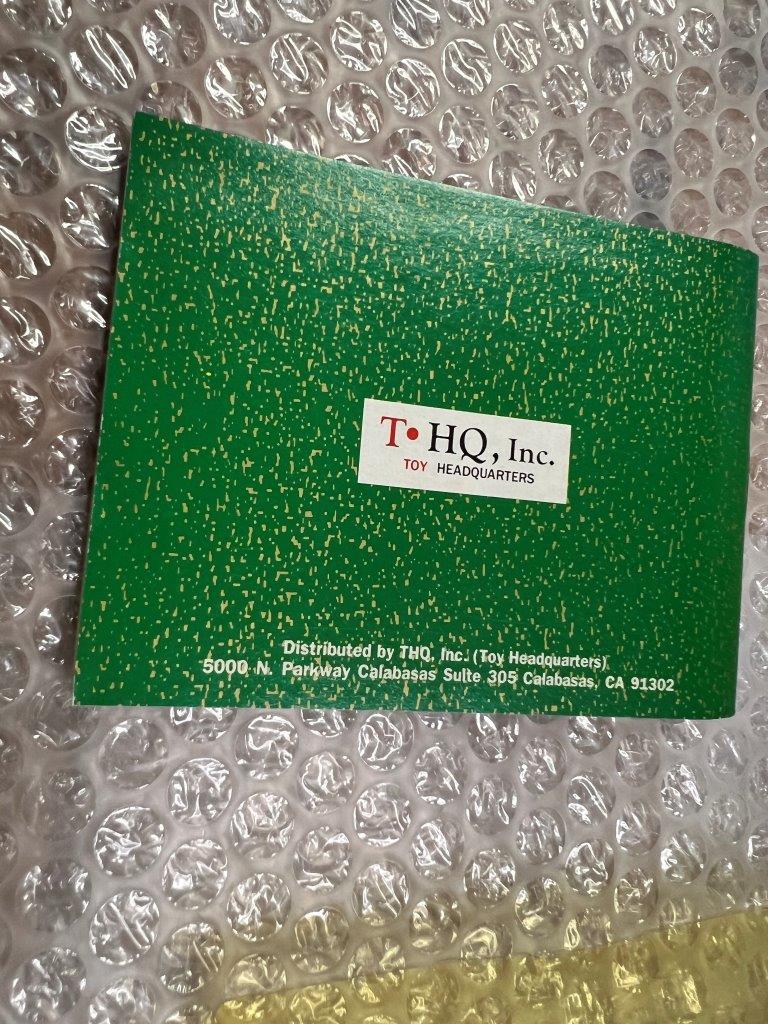 T•HQ, Inc.
TOY HEADQUARTERS
Distributed by THQ, Inc. (Toy Headquarters)
5000 N. Parkway Calabasas Suite 305 Calabasas, CA 91302